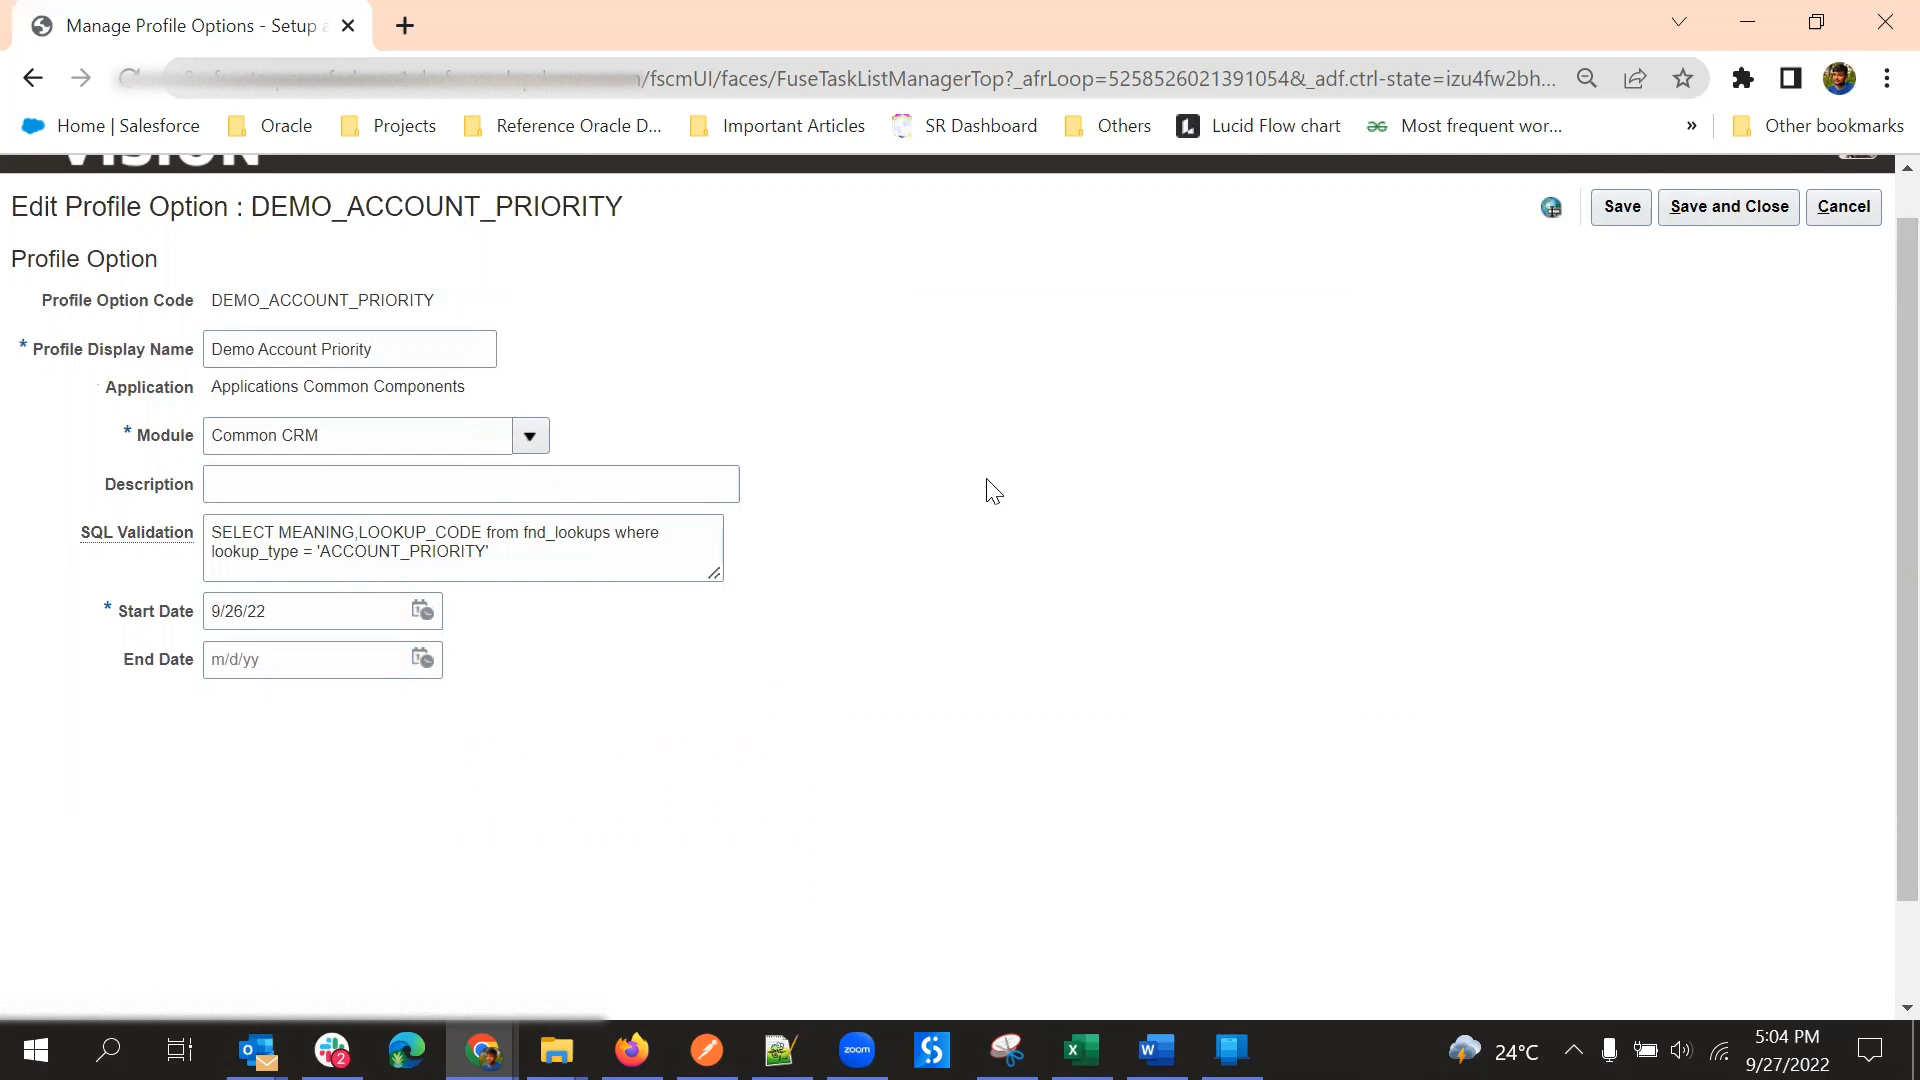 Manage Profile Options - Setup a
/fscmUI/faces/FuseTaskListManagerTop?_afrLoop=5258526021391054&_adf.ctrl-state=izu4fw2bh...
Home | Salesforce
Oracle
Projects
Reference Oracle D...
Important Articles
SR Dashboard
Others
Lucid Flow chart
Most frequent wor...
»
Other bookmarks
VISION
Edit Profile Option : DEMO_ACCOUNT_PRIORITY
Save
Save and Close
Cancel
Profile Option
Profile Option Code DEMO_ACCOUNT_PRIORITY
* Profile Display Name Demo Account Priority
Application Applications Common Components
* Module Common CRM
Description
SQL Validation SELECT MEANING,LOOKUP_CODE from fnd_lookups where
lookup_type = 'ACCOUNT_PRIORITY'
* Start Date 9/26/22
End Date m/d/yy
2
zoom
24°C
5:04 PM
9/27/2022